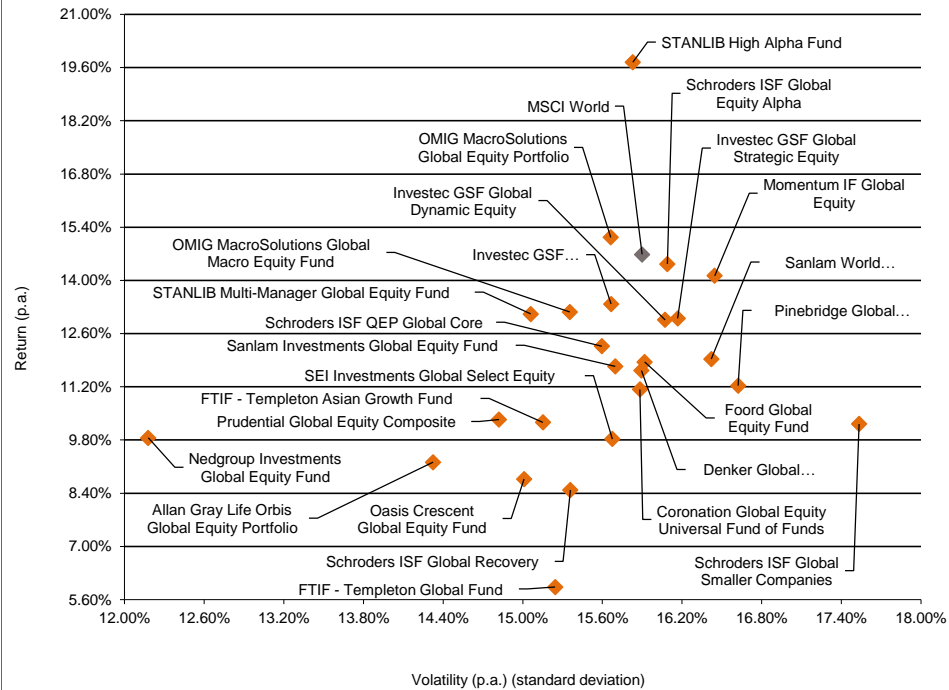 21.00%
19.60%
18.20%
16.80%
15.40%
14.00%
12.60%
11.20%
9.80%
8.40%
7.00%
5.60%
Return (p.a.)
STANLIB High Alpha Fund
Schroders ISF Global
Equity Alpha
MSCI World
OMIG MacroSolutions
Global Equity Portfolio
Investec GSF Global
Strategic Equity
Momentum IF Global
Equity
Investec GSF Global
Dynamic Equity
OMIG MacroSolutions Global
Macro Equity Fund
Investec GSF...
Sanlam World...
STANLIB Multi-Manager Global Equity Fund
Pinebridge Global...
Schroders ISF QEP Global Core
Sanlam Investments Global Equity Fund
SEI Investments Global Select Equity
FTIF - Templeton Asian Growth Fund
Prudential Global Equity Composite
Foord Global
Equity Fund
Nedgroup Investments
Global Equity Fund
Denker Global...
Allan Gray Life Orbis
Global Equity Portfolio
Oasis Crescent
Global Equity Fund
Coronation Global Equity
Universal Fund of Funds
Schroders ISF Global Recovery
Schroders ISF Global
Smaller Companies
FTIF - Templeton Global Fund
12.00% 12.60% 13.20% 13.80% 14.40% 15.00% 15.60% 16.20% 16.80% 17.40% 18.00%
Volatility (p.a.) (standard deviation)